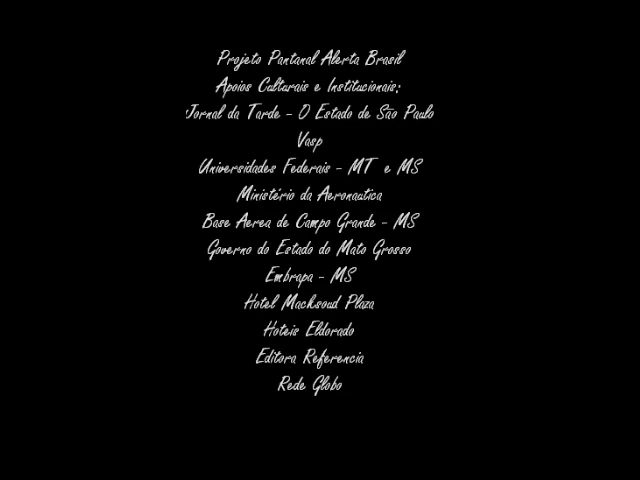 Projeto Pantanal Alerta Brasil
Apoios Culturais e Institucionais:
Jornal da Tarde - O Estado de São Paulo
Vasp
Universidades Federais - MT e MS
Ministério da Aeronautica
Base Aerea de Campo Grande - MS
Governo do Estado do Mato Grosso
Embrapa - MS
Hotel Macksoud Plaza
Hoteis Eldorado
Editora Referencia
Rede Globo